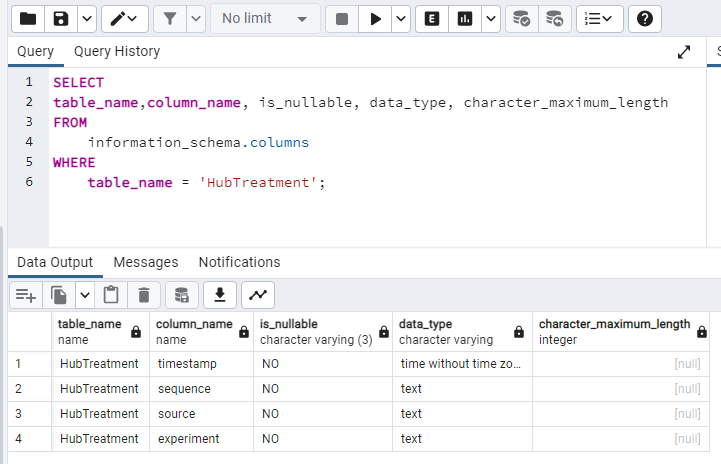 No limit
E
Query Query History
1 SELECT
2 table_name,column_name, is_nullable, data_type, character_maximum_length
3 FROM
4 information_schema.columns
5 WHERE
6 table_name = 'HubTreatment';
Data Output Messages Notifications
table_name column_name is_nullable data_type character_maximum_length
name name character varying (3) character varying integer
1 HubTreatment timestamp NO time without time zo... [null]
2 HubTreatment sequence NO text [null]
3 HubTreatment source NO text [null]
4 HubTreatment experiment NO text [null]